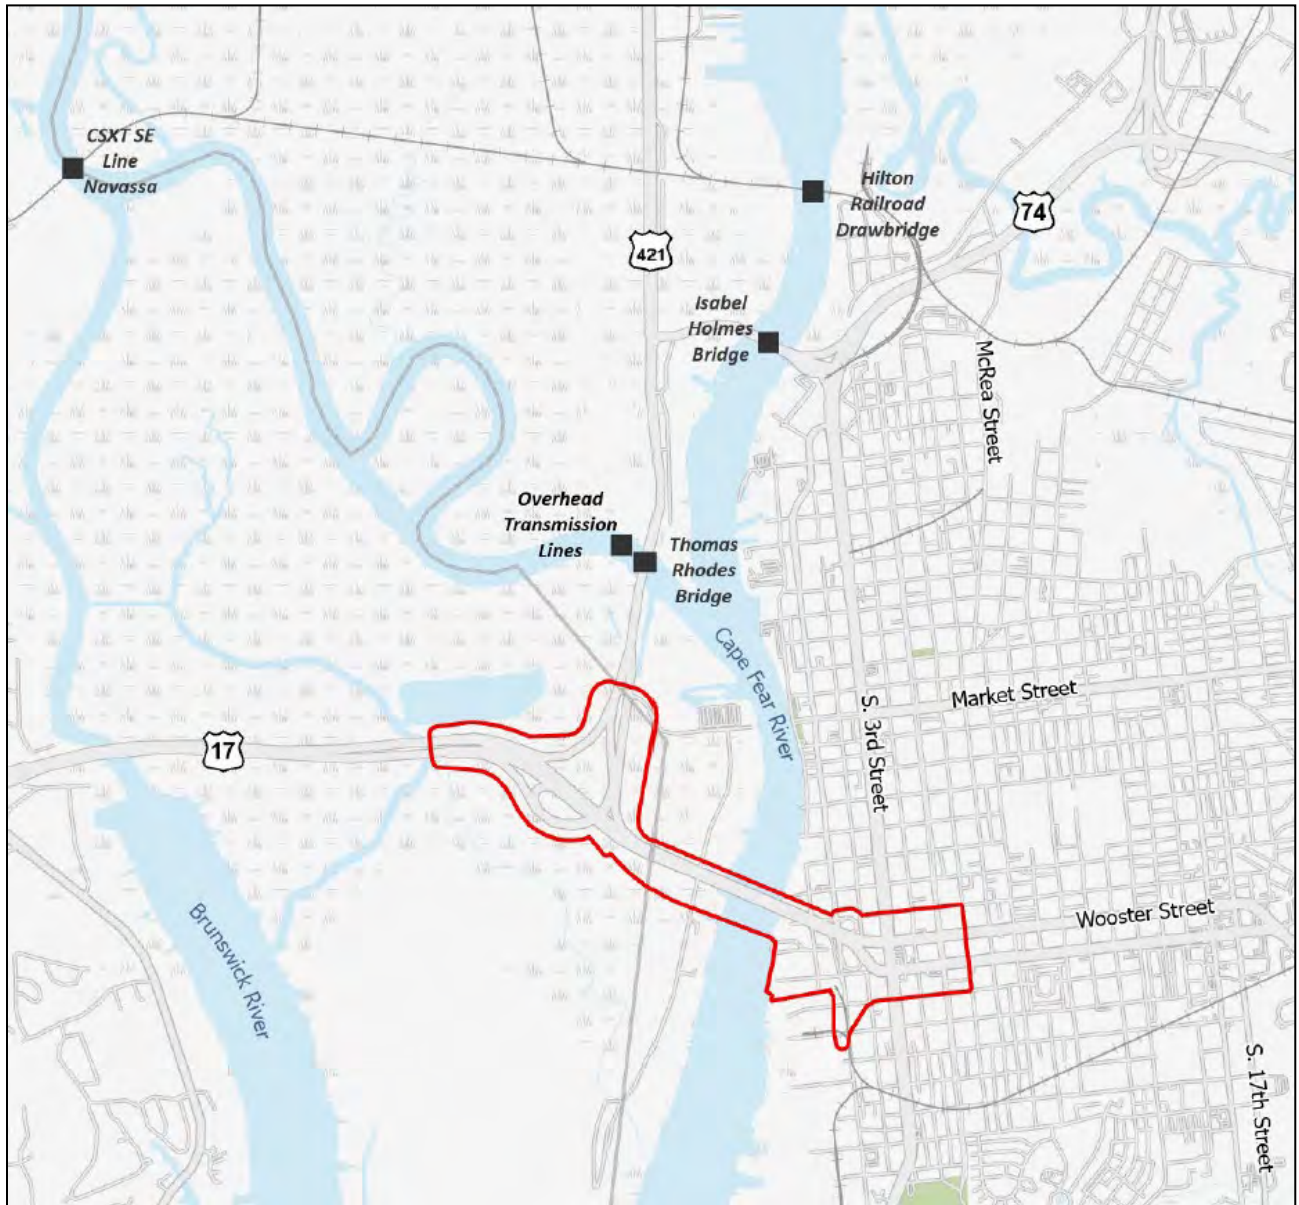 CSXT SE
Line
Navassa
Hilton
Railroad
Drawbridge
74
421
Isabel
Holmes
Bridge
McRea Street
Overhead
Transmission
Lines
Thomas
Rhodes
Bridge
Cape Fear River
Market Street
S. 3rd Street
17
Wooster Street
Brunswick River
S. 17th Street